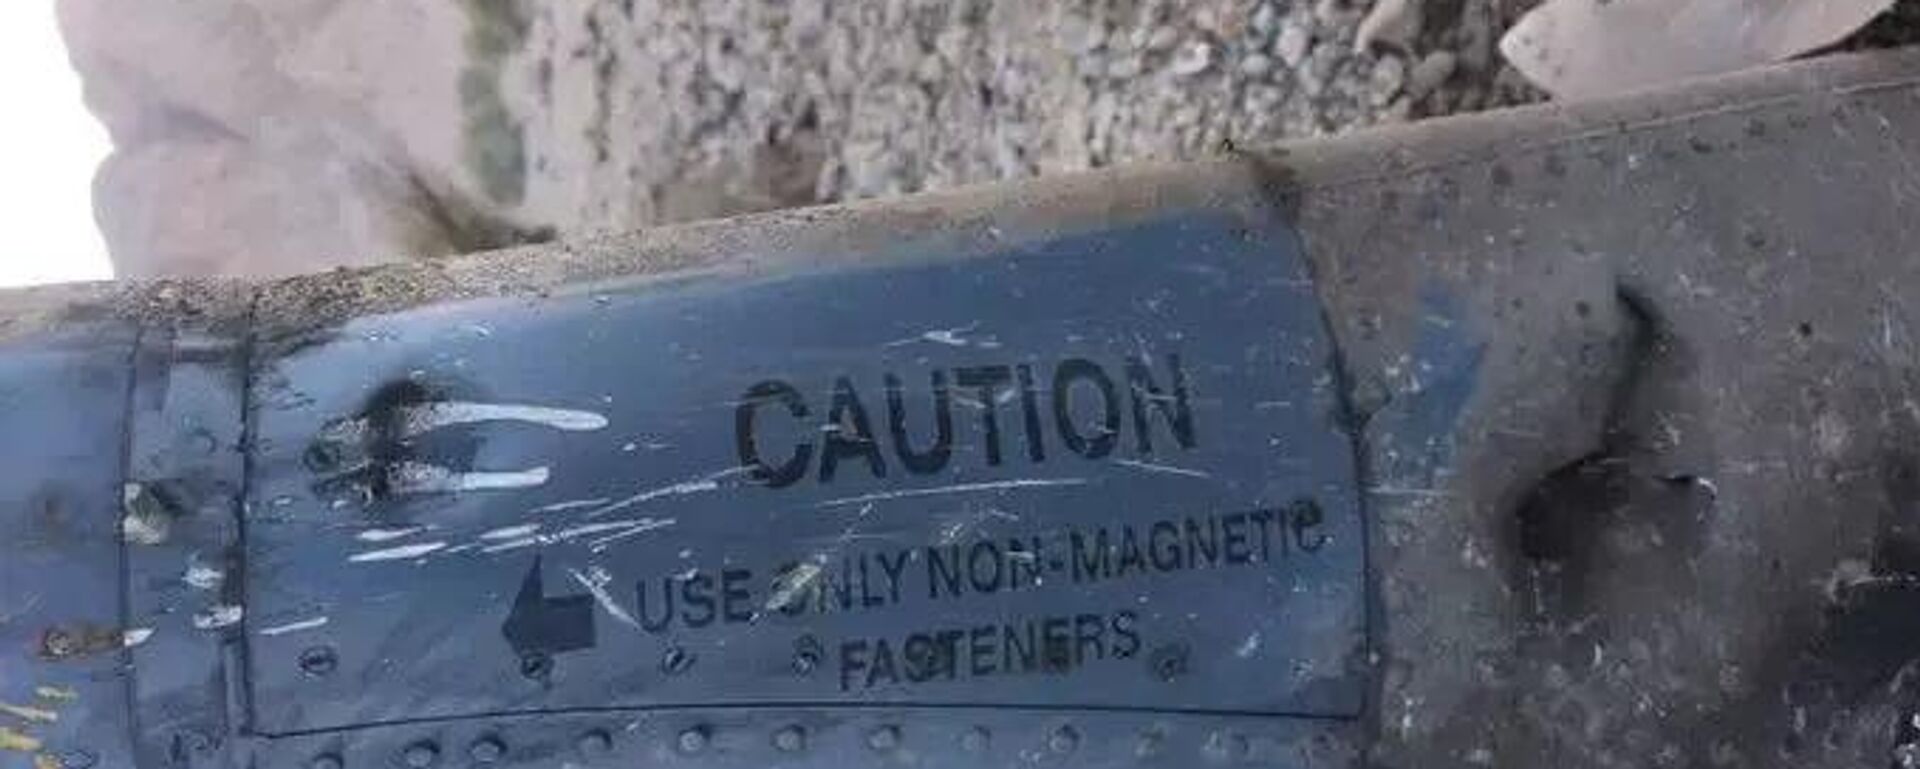 CAUTION
USE ONLY NON-MAGNETIC
FASTENERS